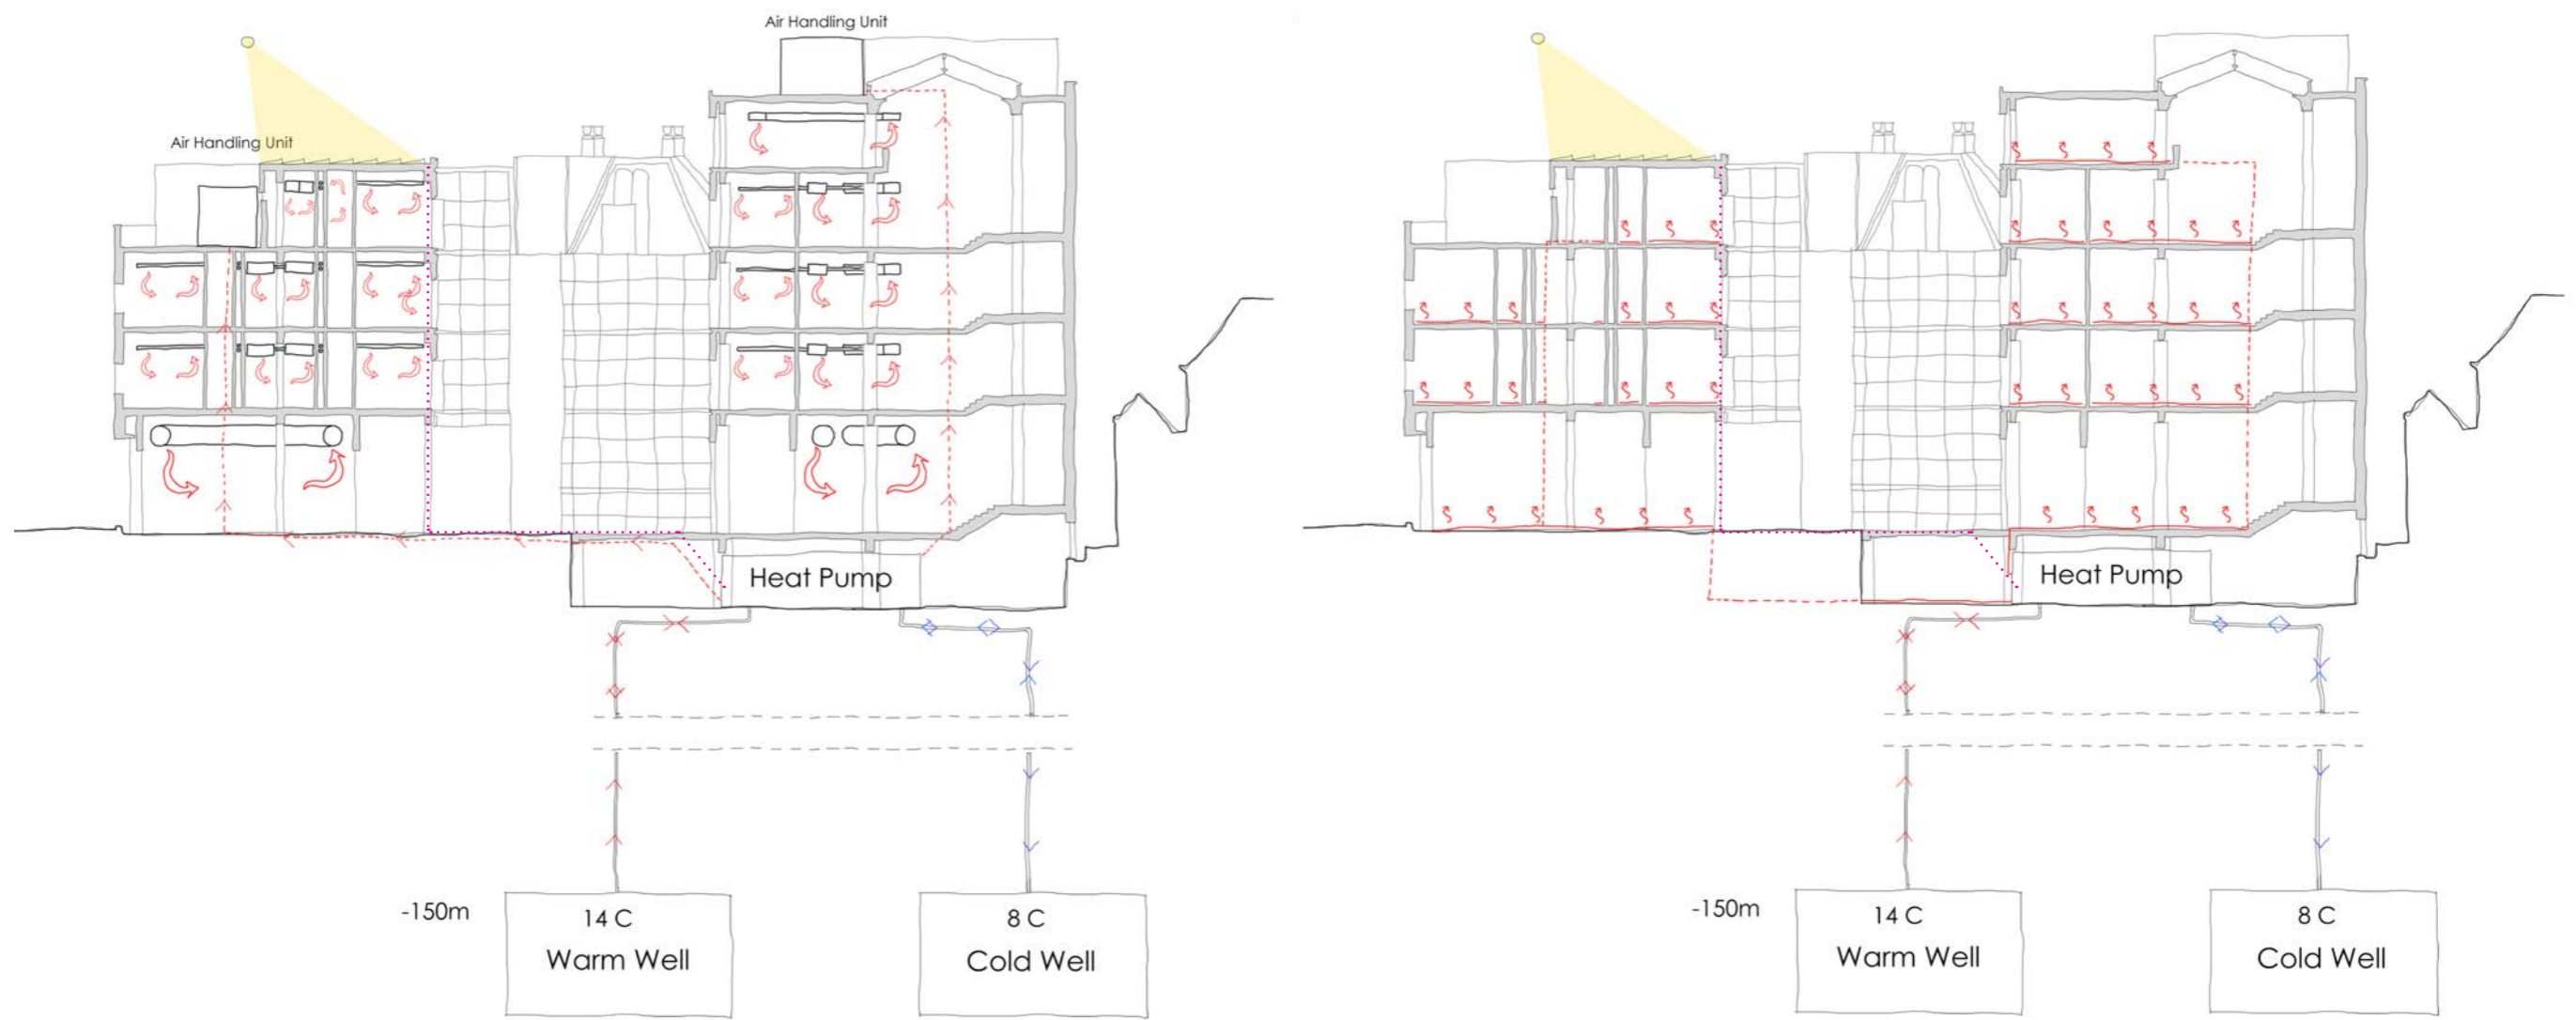 Air Handling Unit
Air Handling Unit
Heat Pump
-150m
14 C
Warm Well
8 C
Cold Well
Heat Pump
-150m
14 C
Warm Well
8 C
Cold Well